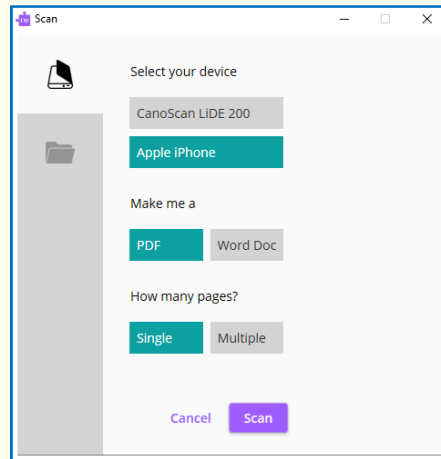 Scan
Select your device
CanoScan LiDE 200
Apple iPhone
Make me a
PDF Word Doc
How many pages?
Single Multiple
Cancel Scan